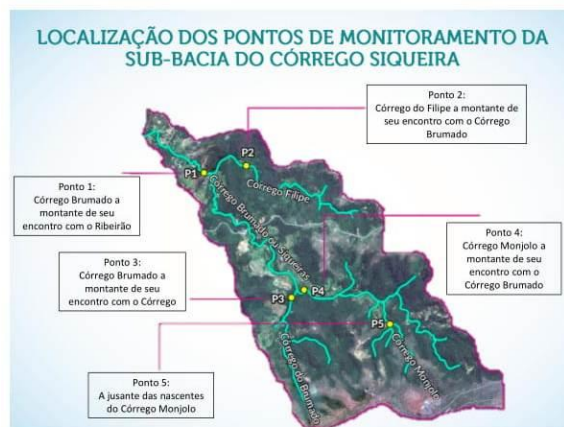 LOCALIZAÇÃO DOS PONTOS DE MONITORAMENTO DA
SUB-BACIA DO CÓRREGO SIQUEIRA
Ponto 2:
Córrego do Filipe a montante de
seu encontro com o Córrego
Brumado
P2
P1
Córrego Filipe
Ponto 1:
Córrego Brumado a
montante de seu
encontro com o Ribeirão
Córrego Brumado ou Siqueiras
Ponto 4:
Córrego Monjolo a
montante de seu
encontro com o
Córrego Brumado
Ponto 3:
Córrego Brumado a
montante de seu
encontro com o Córrego
P3
P4
P5
Córrego do Brumado
Córrego Monjolo
Ponto 5:
A jusante das nascentes
do Córrego Monjolo